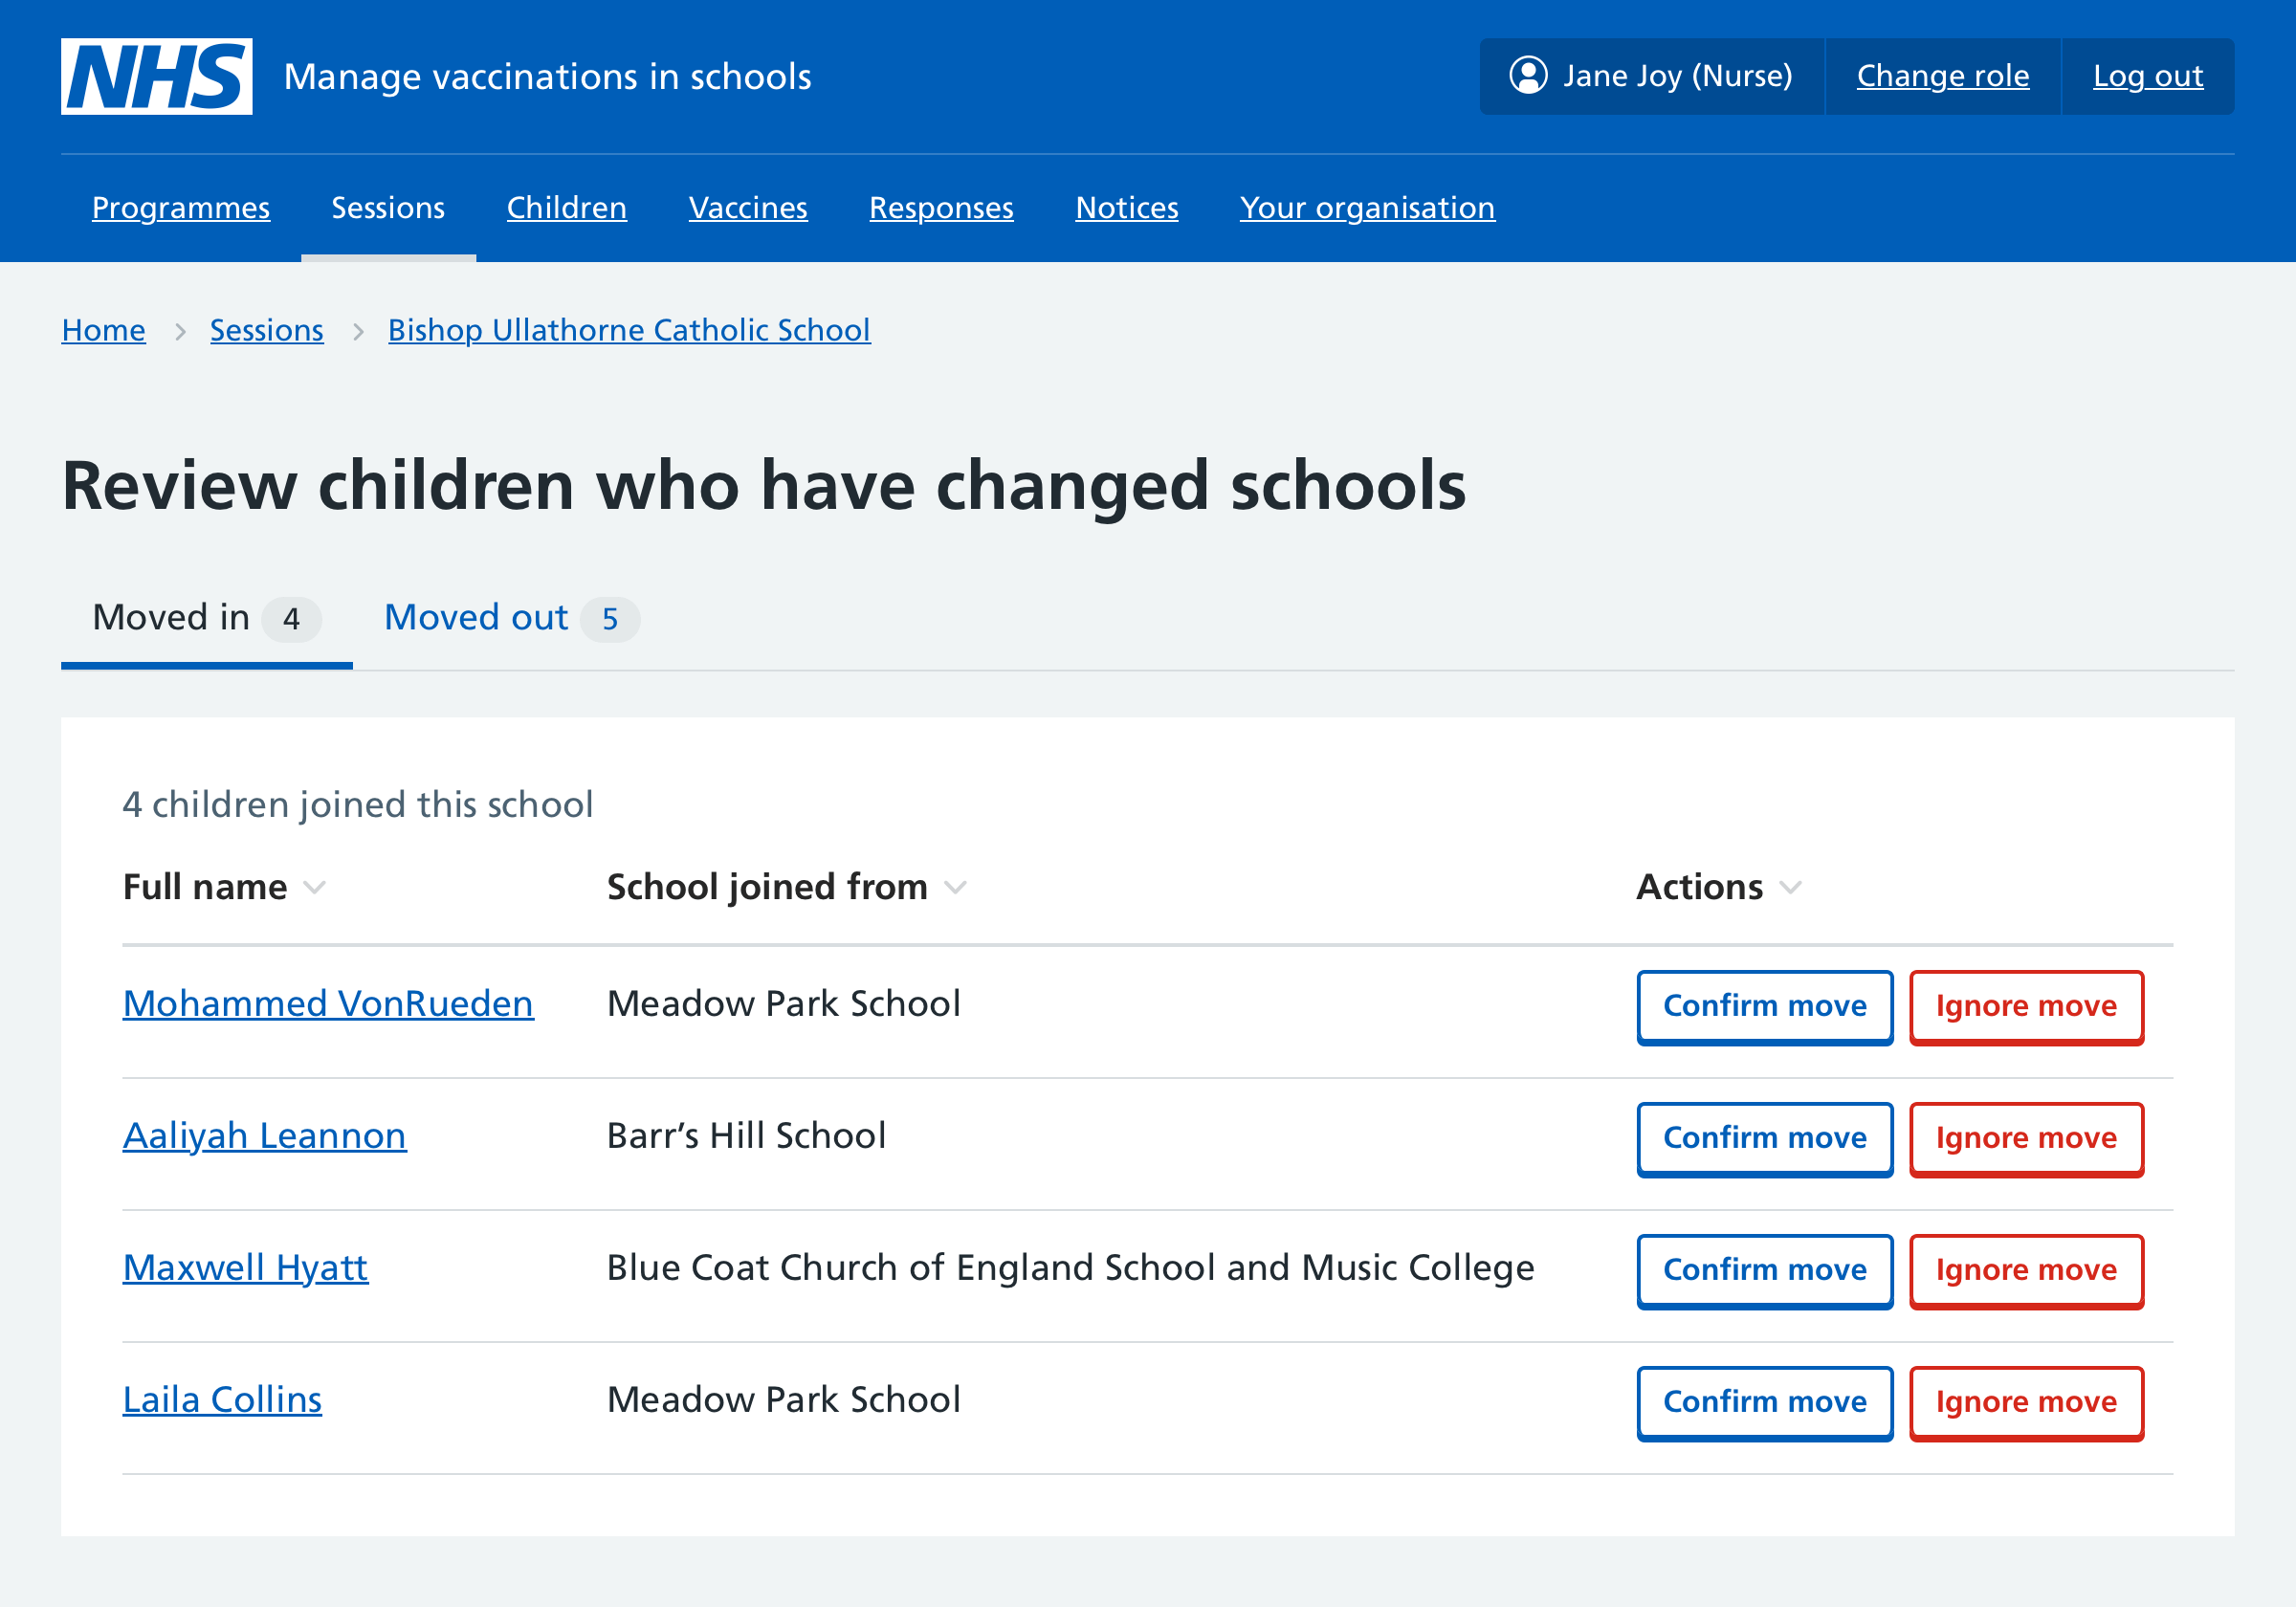 NHS Manage vaccinations in schools Jane Joy (Nurse) Change role Log out
Programmes Sessions Children Vaccines Responses Notices Your organisation
Home Sessions Bishop Ullathorne Catholic School
Review children who have changed schools
Moved in 4 Moved out 5
4 children joined this school
Full name School joined from Actions
Mohammed VonRueden Meadow Park School Confirm move Ignore move
Aaliyah Leannon Barr’s Hill School Confirm move Ignore move
Maxwell Hyatt Blue Coat Church of England School and Music College Confirm move Ignore move
Laila Collins Meadow Park School Confirm move Ignore move